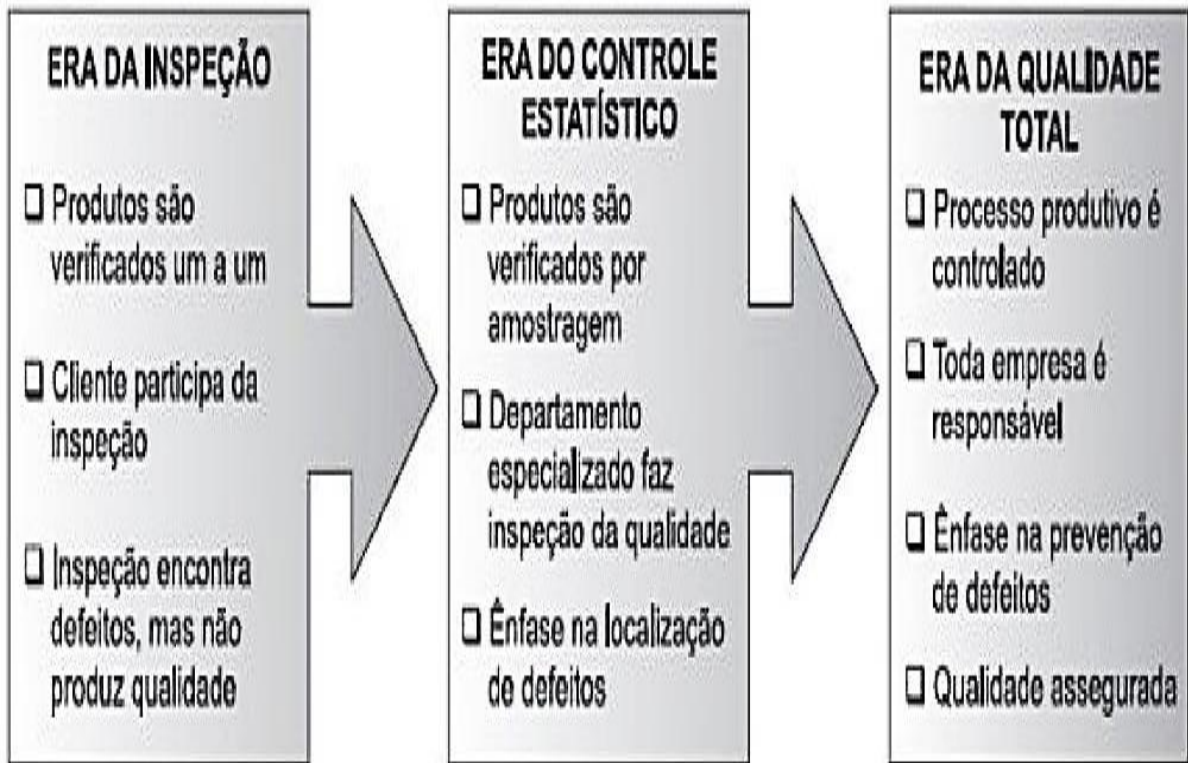 ERA DA INSPEÇÃO
❑ Produtos são
verificados um a um
❑ Cliente participa da
inspeção
❑ Inspeção encontra
defeitos, mas não
produz qualidade
ERA DO CONTROLE
ESTATÍSTICO
❑ Produtos são
verificados por
amostragem
❑ Departamento
especializado faz
inspeção da qualidade
❑ Ênfase na localização
de defeitos
ERA DA QUALIDADE
TOTAL
❑ Processo produtivo é
controlado
❑ Toda empresa é
responsável
❑ Ênfase na prevenção
de defeitos
❑ Qualidade assegurada